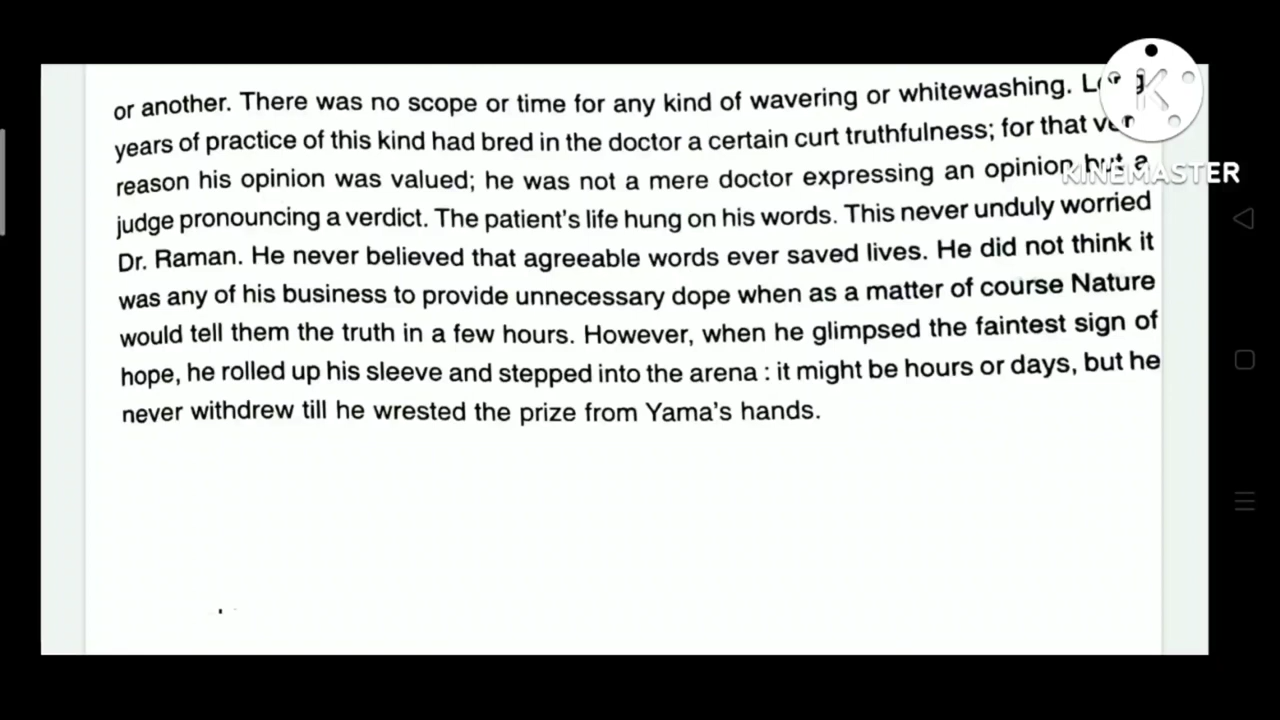 or another. There was no scope or time for any kind of wavering or whitewashing. Long
years of practice of this kind had bred in the doctor a certain curt truthfulness; for that very
reason his opinion was valued; he was not a mere doctor expressing an opinion but a
judge pronouncing a verdict. The patient's life hung on his words. This never unduly worried
Dr. Raman. He never believed that agreeable words ever saved lives. He did not think it
was any of his business to provide unnecessary dope when as a matter of course Nature
would tell them the truth in a few hours. However, when he glimpsed the faintest sign of
hope, he rolled up his sleeve and stepped into the arena : it might be hours or days, but he
never withdrew till he wrested the prize from Yama's hands.
K
KINEMASTER